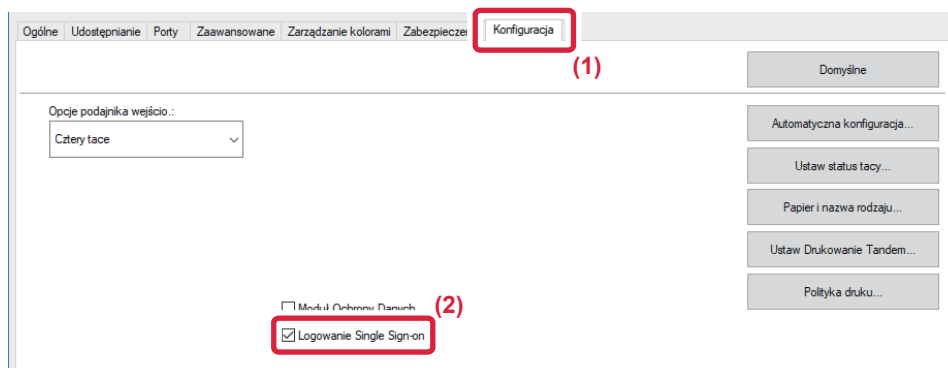 Ogólne Udostępnianie Porty Zaawansowane Zarządzanie kolorami Zabezpieczeń Konfiguracja
(1)
Domyślne
Opcje podajnika wejścio.:
Cztery tace
Automatyczna konfiguracja...
Ustaw status tacy...
Papier i nazwa rodzaju...
Ustaw Drukowanie Tandem...
Polityka druku...
Moduł Ochrony Danych
(2)
Logowanie Single Sign-on